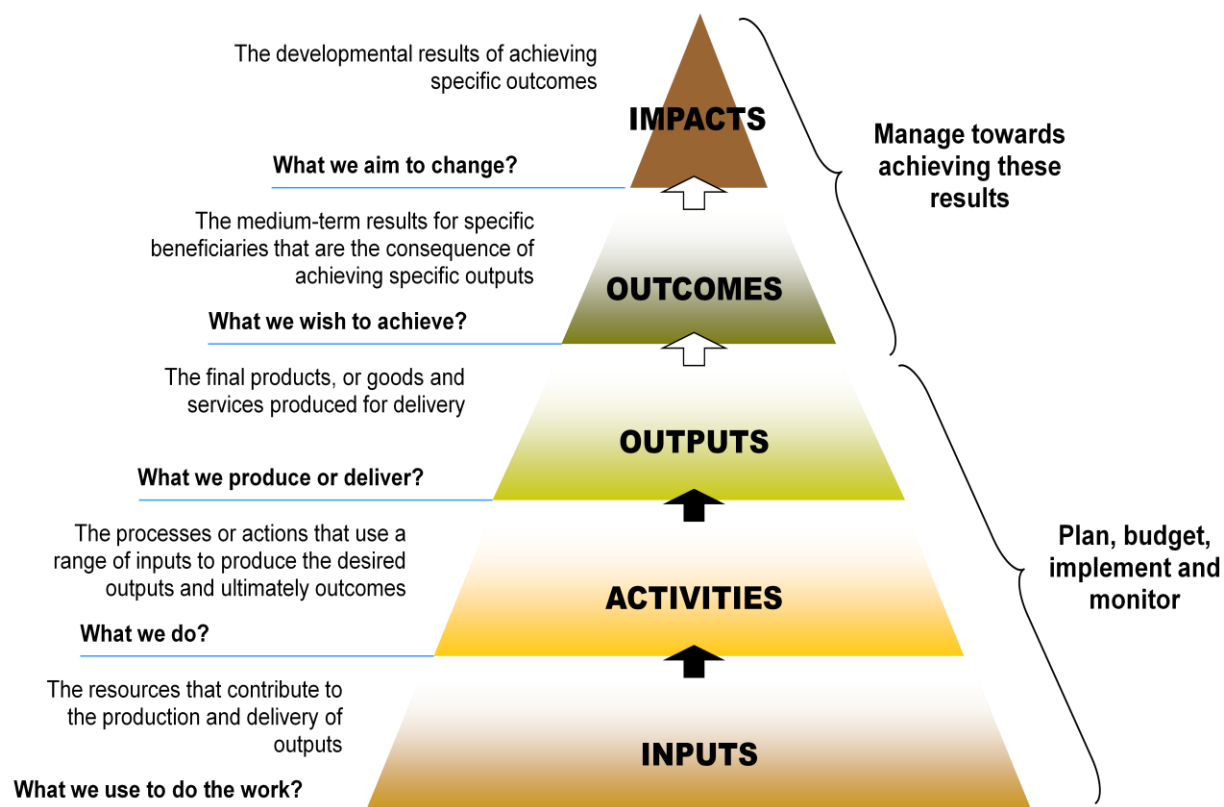 The developmental results of achieving
specific outcomes
IMPACTS
What we aim to change?
Manage towards
achieving these
results
The medium-term results for specific
beneficiaries that are the consequence of
achieving specific outputs
OUTCOMES
What we wish to achieve?
The final products, or goods and
services produced for delivery
OUTPUTS
What we produce or deliver?
The processes or actions that use a
range of inputs to produce the desired
outputs and ultimately outcomes
ACTIVITIES
What we do?
Plan, budget,
implement and
monitor
The resources that contribute to
the production and delivery of
outputs
INPUTS
What we use to do the work?